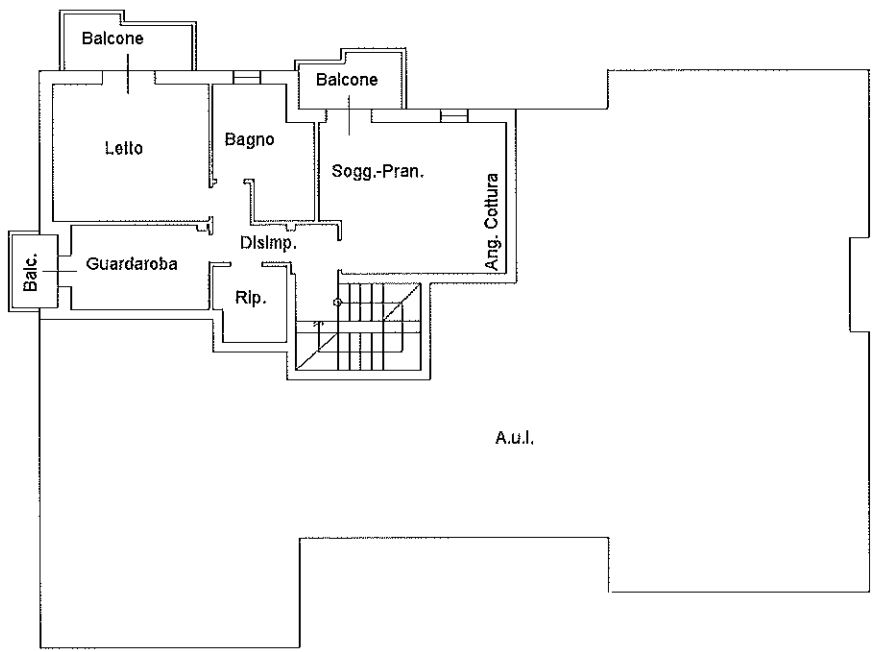 Balcone
Balcone
Letto
Bagno
Sogg.-Pran.
Ang. Cottura
Disimp.
Balc.
Guardaroba
Rip.
A.u.i.